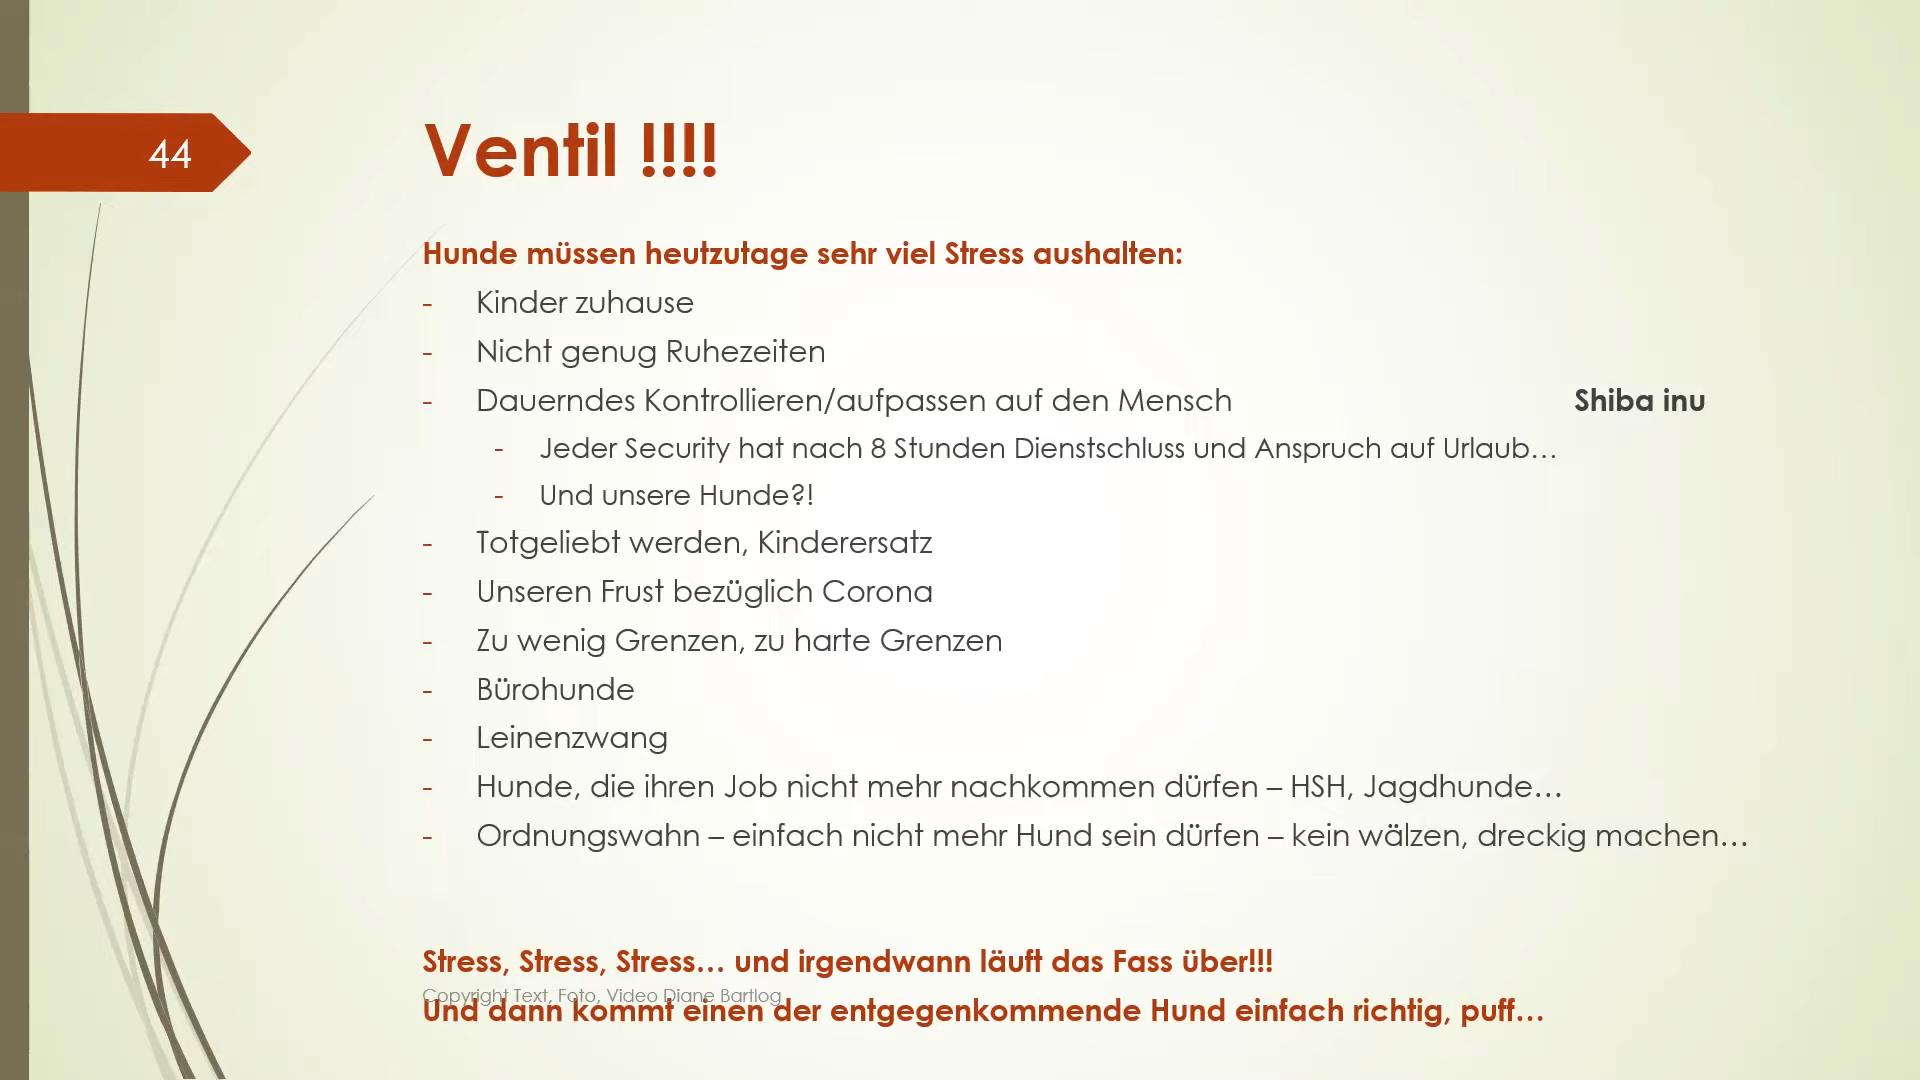 44
Ventil !!!!
Hunde müssen heutzutage sehr viel Stress aushalten:
- Kinder zuhause
- Nicht genug Ruhezeiten
- Dauerndes Kontrollieren/aufpassen auf den Mensch Shiba inu
- Jeder Security hat nach 8 Stunden Dienstschluss und Anspruch auf Urlaub…
- Und unsere Hunde?!
- Totgeliebt werden, Kinderersatz
- Unseren Frust bezüglich Corona
- Zu wenig Grenzen, zu harte Grenzen
- Bürohunde
- Leinenzwang
- Hunde, die ihren Job nicht mehr nachkommen dürfen – HSH, Jagdhunde…
- Ordnungswahn – einfach nicht mehr Hund sein dürfen – kein wälzen, dreckig machen…
Stress, Stress, Stress… und irgendwann läuft das Fass über!!!
Copyright Text, Foto, Video Diane Bartlog
Und dann kommt einen der entgegenkommende Hund einfach richtig, puff…